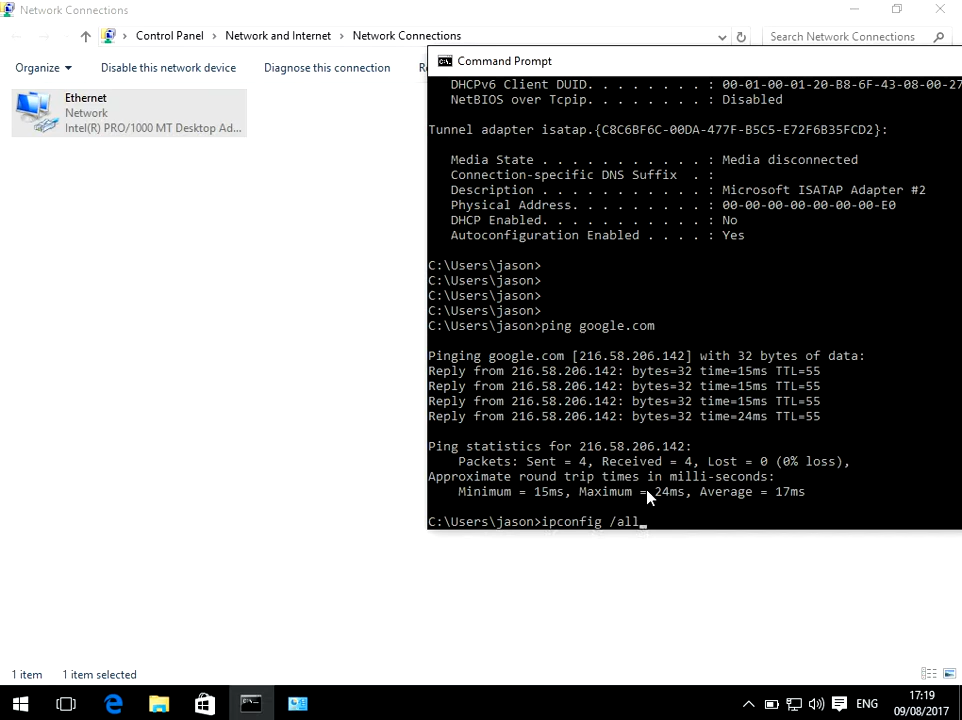 Network Connections
Control Panel > Network and Internet > Network Connections
Search Network Connections
Organize
Disable this network device
Diagnose this connection
Ethernet
Network
Intel(R) PRO/1000 MT Desktop Ad...
Command Prompt
DHCPv6 Client DUID. . . . . . . . : 00-01-00-01-20-B8-6F-43-08-00-27
NetBIOS over Tcpip. . . . . . . . : Disabled
Tunnel adapter isatap.{C8C6BF6C-00DA-477F-B5C5-E72F6B35FCD2}:
Media State . . . . . . . . . . . : Media disconnected
Connection-specific DNS Suffix  . :
Description . . . . . . . . . . . : Microsoft ISATAP Adapter #2
Physical Address. . . . . . . . . : 00-00-00-00-00-00-00-E0
DHCP Enabled. . . . . . . . . . . : No
Autoconfiguration Enabled . . . . : Yes
C:\Users\jason>
C:\Users\jason>
C:\Users\jason>
C:\Users\jason>
C:\Users\jason>ping google.com
Pinging google.com [216.58.206.142] with 32 bytes of data:
Reply from 216.58.206.142: bytes=32 time=15ms TTL=55
Reply from 216.58.206.142: bytes=32 time=15ms TTL=55
Reply from 216.58.206.142: bytes=32 time=15ms TTL=55
Reply from 216.58.206.142: bytes=32 time=24ms TTL=55
Ping statistics for 216.58.206.142:
Packets: Sent = 4, Received = 4, Lost = 0 (0% loss),
Approximate round trip times in milli-seconds:
Minimum = 15ms, Maximum = 24ms, Average = 17ms
C:\Users\jason>ipconfig /all_
1 item
1 item selected
ENG
17:19
09/08/2017